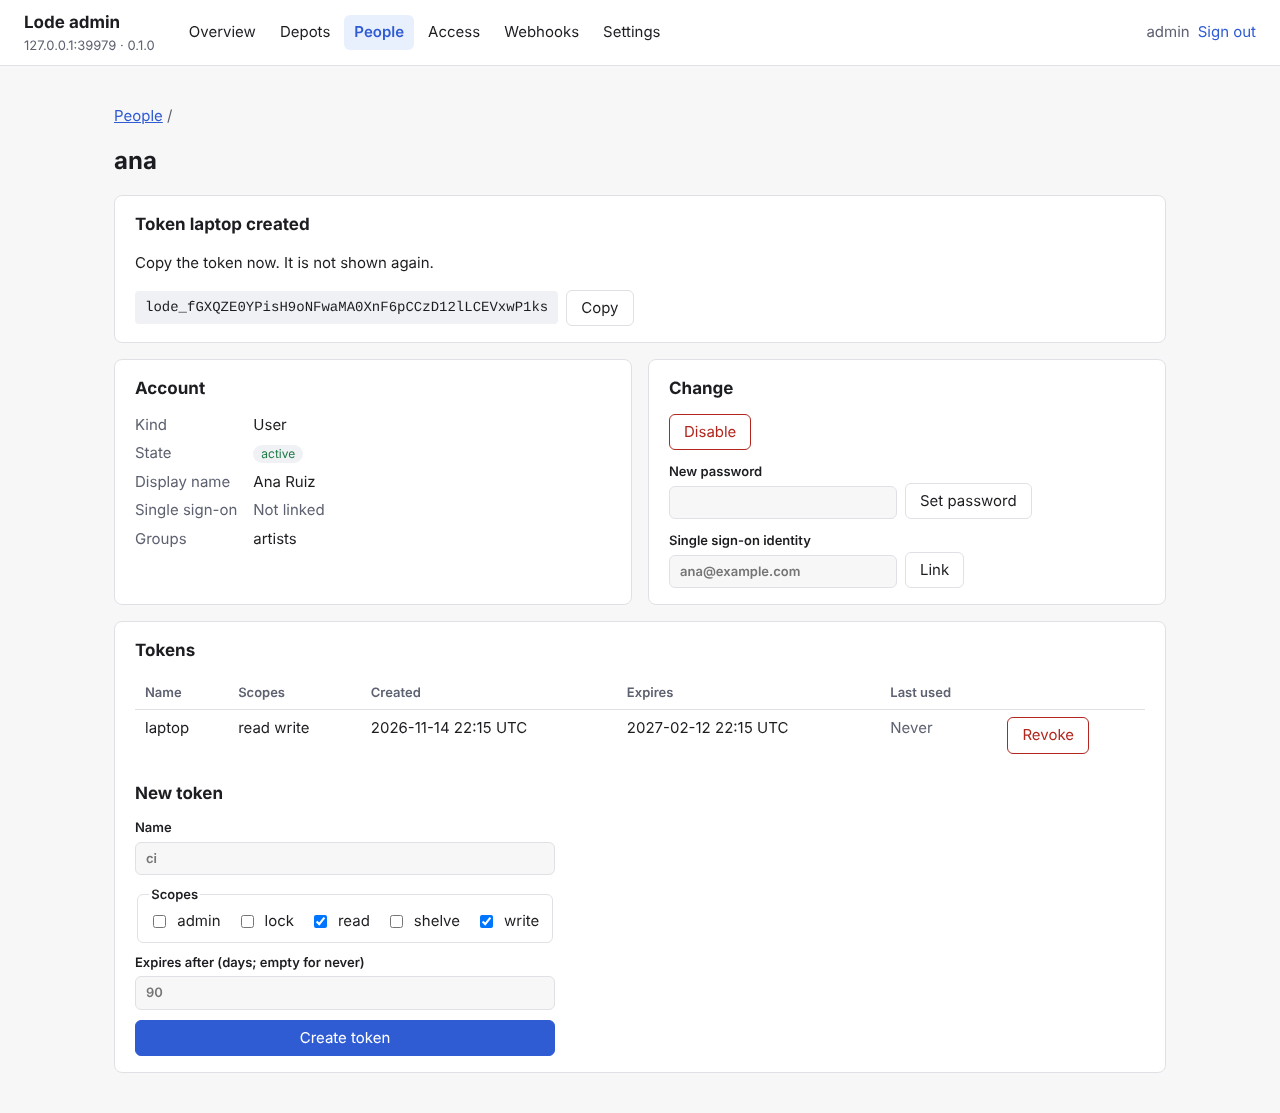 Lode admin
127.0.0.1:39979 · 0.1.0
Overview Depots People Access Webhooks Settings
admin Sign out
People /
ana
Token laptop created
Copy the token now. It is not shown again.
lode_fGXQZE0YPisH9oNFwaMA0XnF6pCCzD12lLCEVxwP1ks Copy
Account
Kind User
State active
Display name Ana Ruiz
Single sign-on Not linked
Groups artists
Change
Disable
New password
Set password
Single sign-on identity
ana@example.com Link
Tokens
Name Scopes Created Expires Last used
laptop read write 2026-11-14 22:15 UTC 2027-02-12 22:15 UTC Never Revoke
New token
Name
ci
Scopes
admin lock read shelve write
Expires after (days; empty for never)
90
Create token